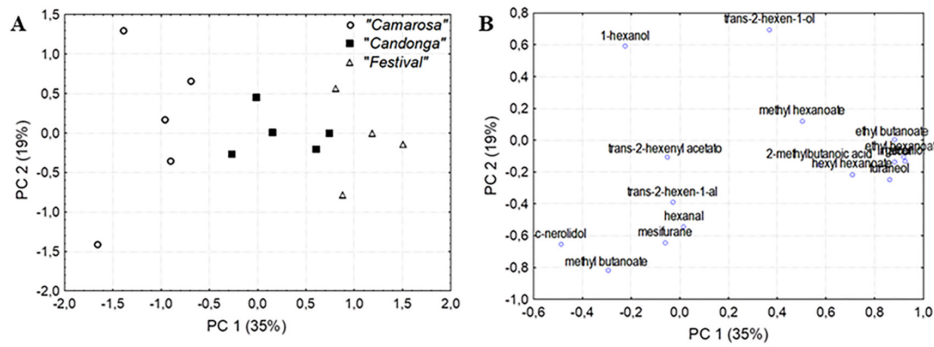 A
"Camarosa"
"Candonga"
"Festival"
1,5
1,0
0,5
0,0
-0,5
-1,0
1,5
2,0
PC 2 (19%)
-2,0 -1,5 -1,0 -0,5 0,0 0,5 1,0 1,5 2,0
PC 1 (35%)
B
0,8
0,6
0,4
0,2
0,0
-0,2
-0,4
-0,6
-0,8
-1,0
PC 2 (19%)
trans-2-hexen-1-ol
1-hexanol
methyl hexanoate
ethyl butanoate
trans-2-hexenyl acetato
2-methylbutanoic acid
ethyl hexanoat
hexyl hexanoate
furaneol
trans-2-hexen-1-al
hexanal
mesifurane
c-nerolidol
methyl butanoate
-0,6 -0,4 -0,2 0,0 0,2 0,4 0,6 0,8 1,0
PC 1 (35%)